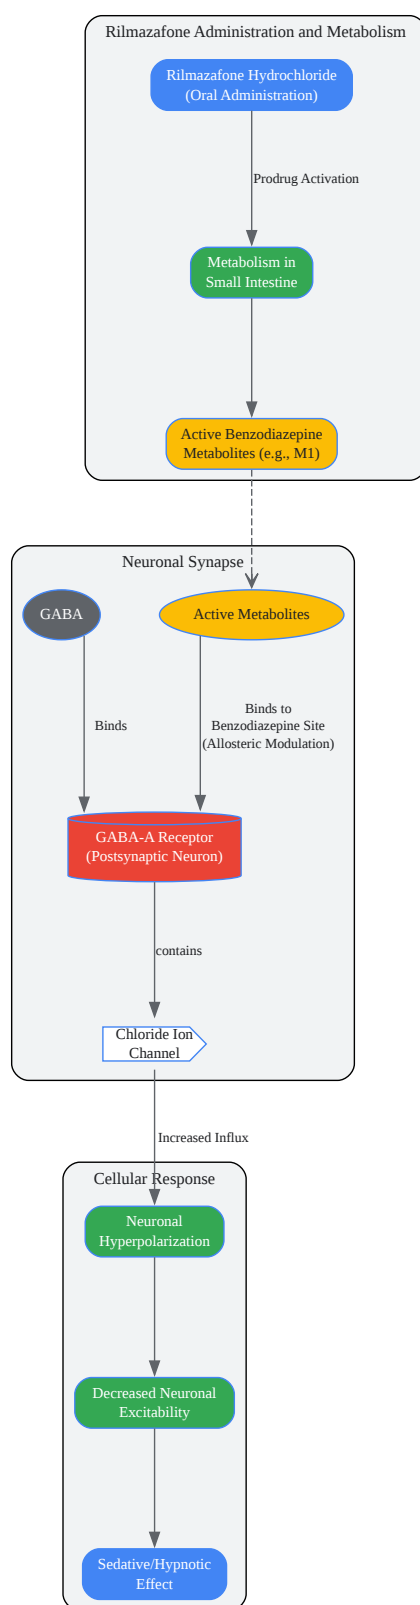 Rilmazafone Administration and Metabolism
Rilmazafone Hydrochloride
(Oral Administration)
Prodrug Activation
Metabolism in
Small Intestine
Active Benzodiazepine
Metabolites (e.g., M1)
Neuronal Synapse
GABA
Active Metabolites
Binds
Binds to
Benzodiazepine Site
(Allosteric Modulation)
GABA-A Receptor
(Postsynaptic Neuron)
contains
Chloride Ion
Channel
Increased Influx
Cellular Response
Neuronal
Hyperpolarization
Decreased Neuronal
Excitability
Sedative/Hypnotic
Effect